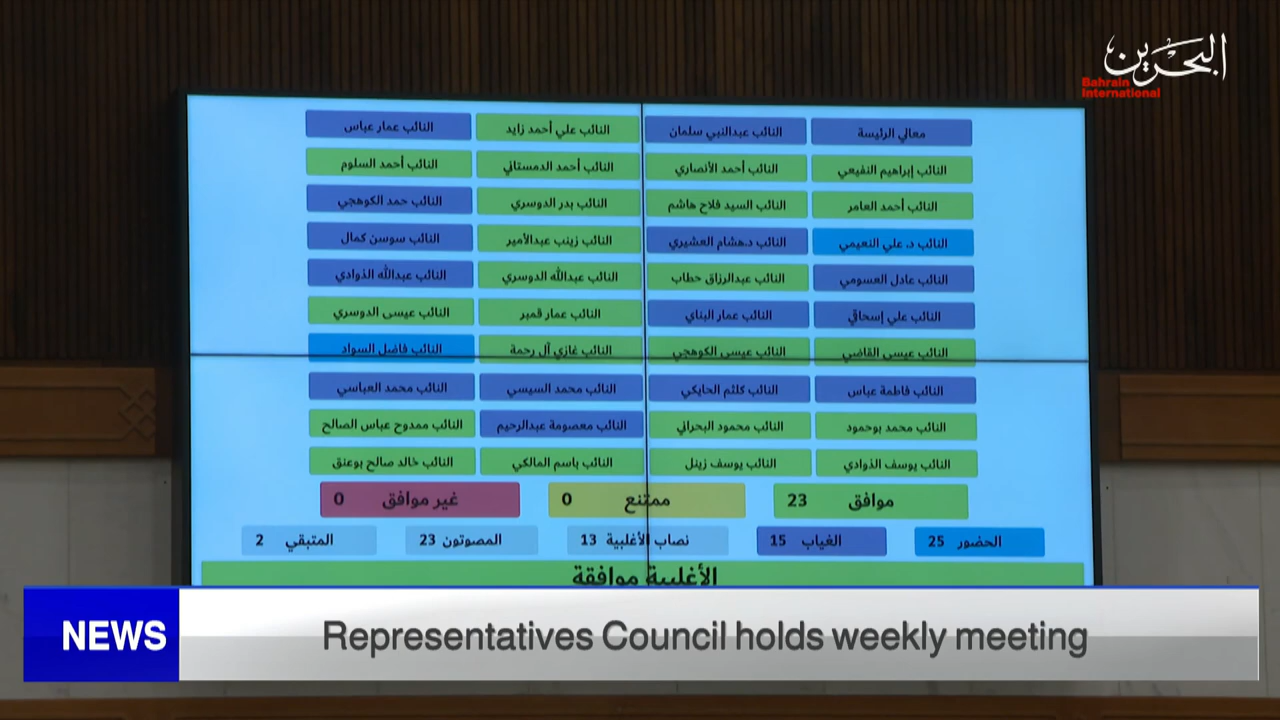 البحرين
Bahrain
International
معالي الرئيسة النائب عبدالنبي سلمان النائب علي أحمد زايد النائب عمار عباس
النائب إبراهيم النفيعي النائب أحمد الأنصاري النائب أحمد الدمستاني النائب أحمد السلوم
النائب أحمد العامر النائب السيد فلاح هاشم النائب بدر الدوسري النائب حمد الكوهجي
النائب د. علي النعيمي النائب د.هشام العشيري النائب زينب عبدالأمير النائب سوسن كمال
النائب عادل العسومي النائب عبدالرزاق حطاب النائب عبدالله الدوسري النائب عبدالله الذوادي
النائب علي إسحاقي النائب عمار البناي النائب عمار قمبر النائب عيسى الدوسري
النائب عيسى القاضي النائب عيسى الكوهجي النائب غازي آل رحمة النائب فاضل السواد
النائب فاطمة عباس النائب كلثم الحايكي النائب محمد السيسي النائب محمد العباسي
النائب محمد بوحمود النائب محمود البحراني النائب معصومة عبدالرحيم النائب ممدوح عباس الصالح
النائب يوسف الذوادي النائب يوسف زينل النائب باسم المالكي النائب خالد صالح بوعنق
موافق 23 ممتنع 0 غير موافق 0
الحضور 25 الغياب 15 نصاب الأغلبية 13 المصوتون 23 المتبقي 2
الأغلبية موافقة
NEWS
Representatives Council holds weekly meeting